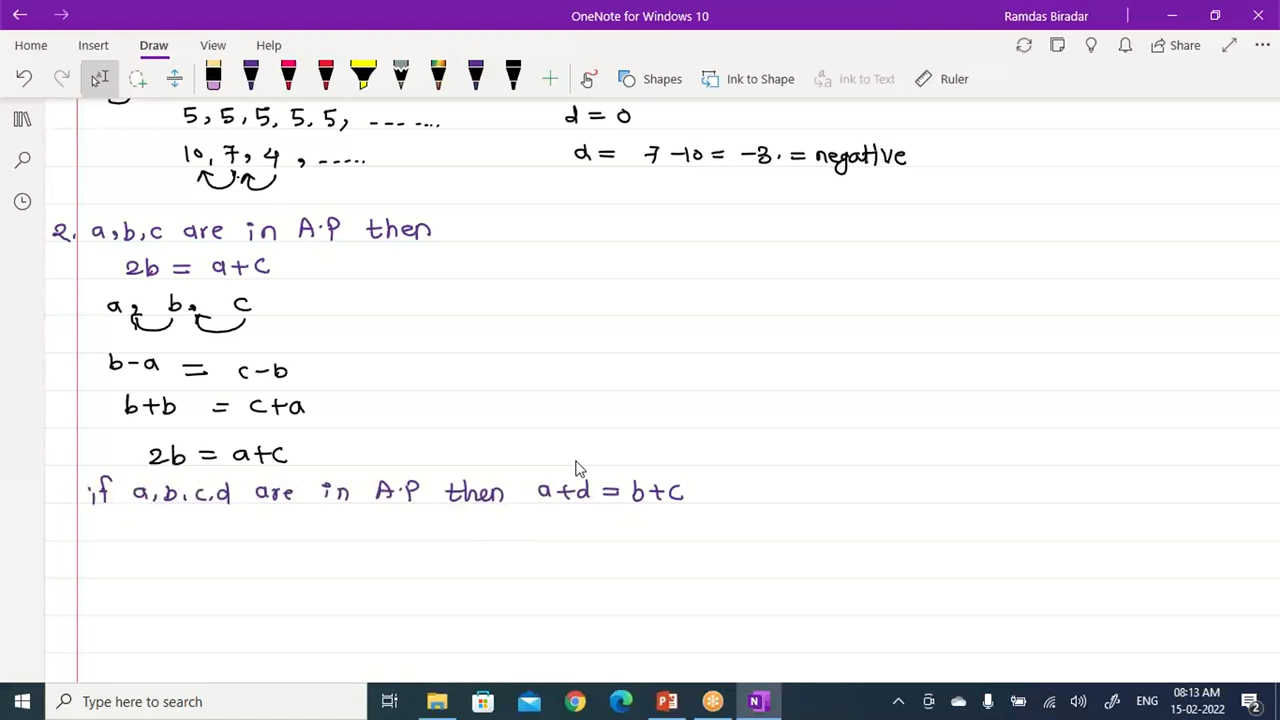 OneNote for Windows 10
Ramdas Biradar
Home Insert Draw View Help
Share
Shapes Ink to Shape Ink to Text Ruler
5, 5, 5, 5, 5, ------- d = 0
10, 7, 4, ..... d = 7 -10 = -3. = negative
2. a,b,c are in A.P then
2b = a+c
a, b, c
b-a = c-b
b+b = c+a
2b = a+c
if a,b,c,d are in A.P then a+d = b+c
Type here to search
ENG
08:13 AM
15-02-2022
2